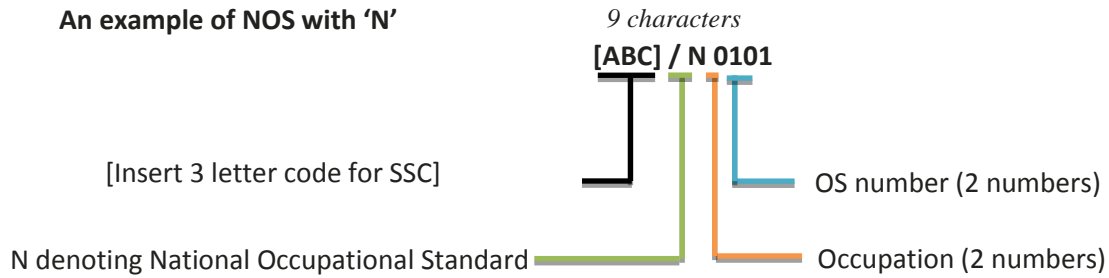 An example of NOS with ‘N’
9 characters
[ABC] / N 0101
[Insert 3 letter code for SSC]
OS number (2 numbers)
N denoting National Occupational Standard
Occupation (2 numbers)